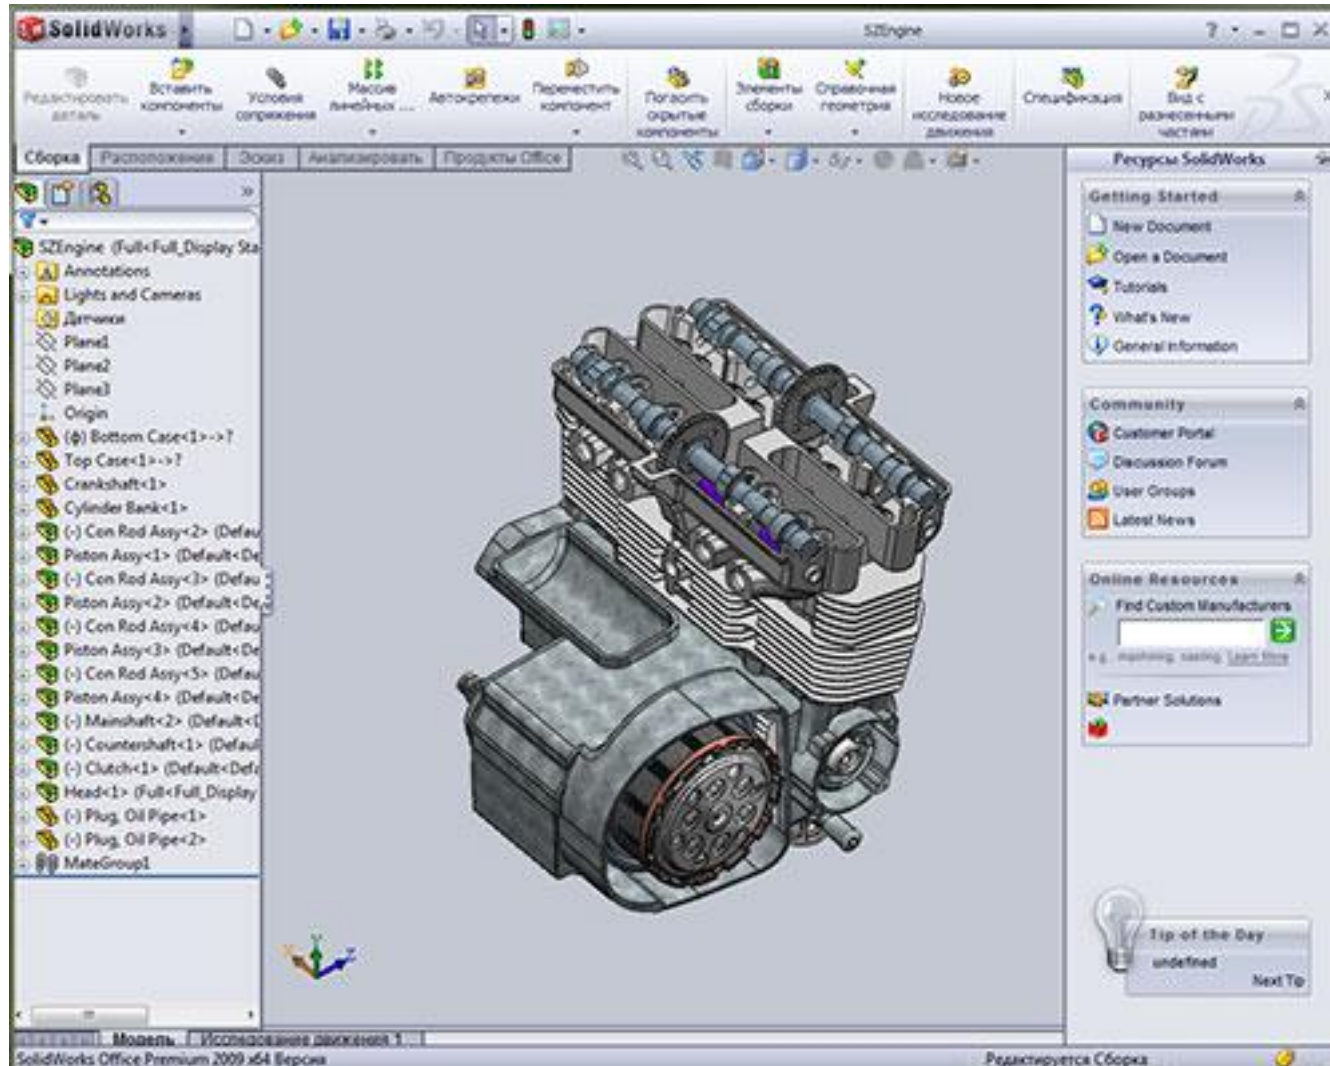 SolidWorks
SZEngine
Редактировать деталь
Вставить компоненты
Условия сопряжения
Массив линейных ...
Автокрепежи
Переместить компонент
Погасить скрытые компоненты
Элементы сборки
Справочная геометрия
Новое исследование движения
Спецификация
Вид с разнесенными частями
Сборка Расположение Эскиз Анализировать Продукты Office
Ресурсы SolidWorks
SZEngine (Full<Full_Display Sta
Annotations
Lights and Cameras
Датчики
Plane1
Plane2
Plane3
Origin
(ф) Bottom Case<1>->?
Top Case<1>->?
Crankshaft<1>
Cylinder Bank<1>
(-) Con Rod Assy<2> (Defau
Piston Assy<1> (Default<De
(-) Con Rod Assy<3> (Defau
Piston Assy<2> (Default<De
(-) Con Rod Assy<4> (Defau
Piston Assy<3> (Default<De
(-) Con Rod Assy<5> (Defau
Piston Assy<4> (Default<De
(-) Mainshaft<2> (Default<D
(-) Countershaft<1> (Defaul
(-) Clutch<1> (Default<Defa
Head<1> (Full<Full_Display
(-) Plug, Oil Pipe<1>
(-) Plug, Oil Pipe<2>
MateGroup1
Getting Started
New Document
Open a Document
Tutorials
What's New
General Information
Community
Customer Portal
Discussion Forum
User Groups
Latest News
Online Resources
Find Custom Manufacturers
e.g. machining, casting, Learn More
Partner Solutions
Tip of the Day
undefined
Next Tip
X Y Z
Модель Исследование движения 1
SolidWorks Office Premium 2009 x64 Версия
Редактируется Сборка